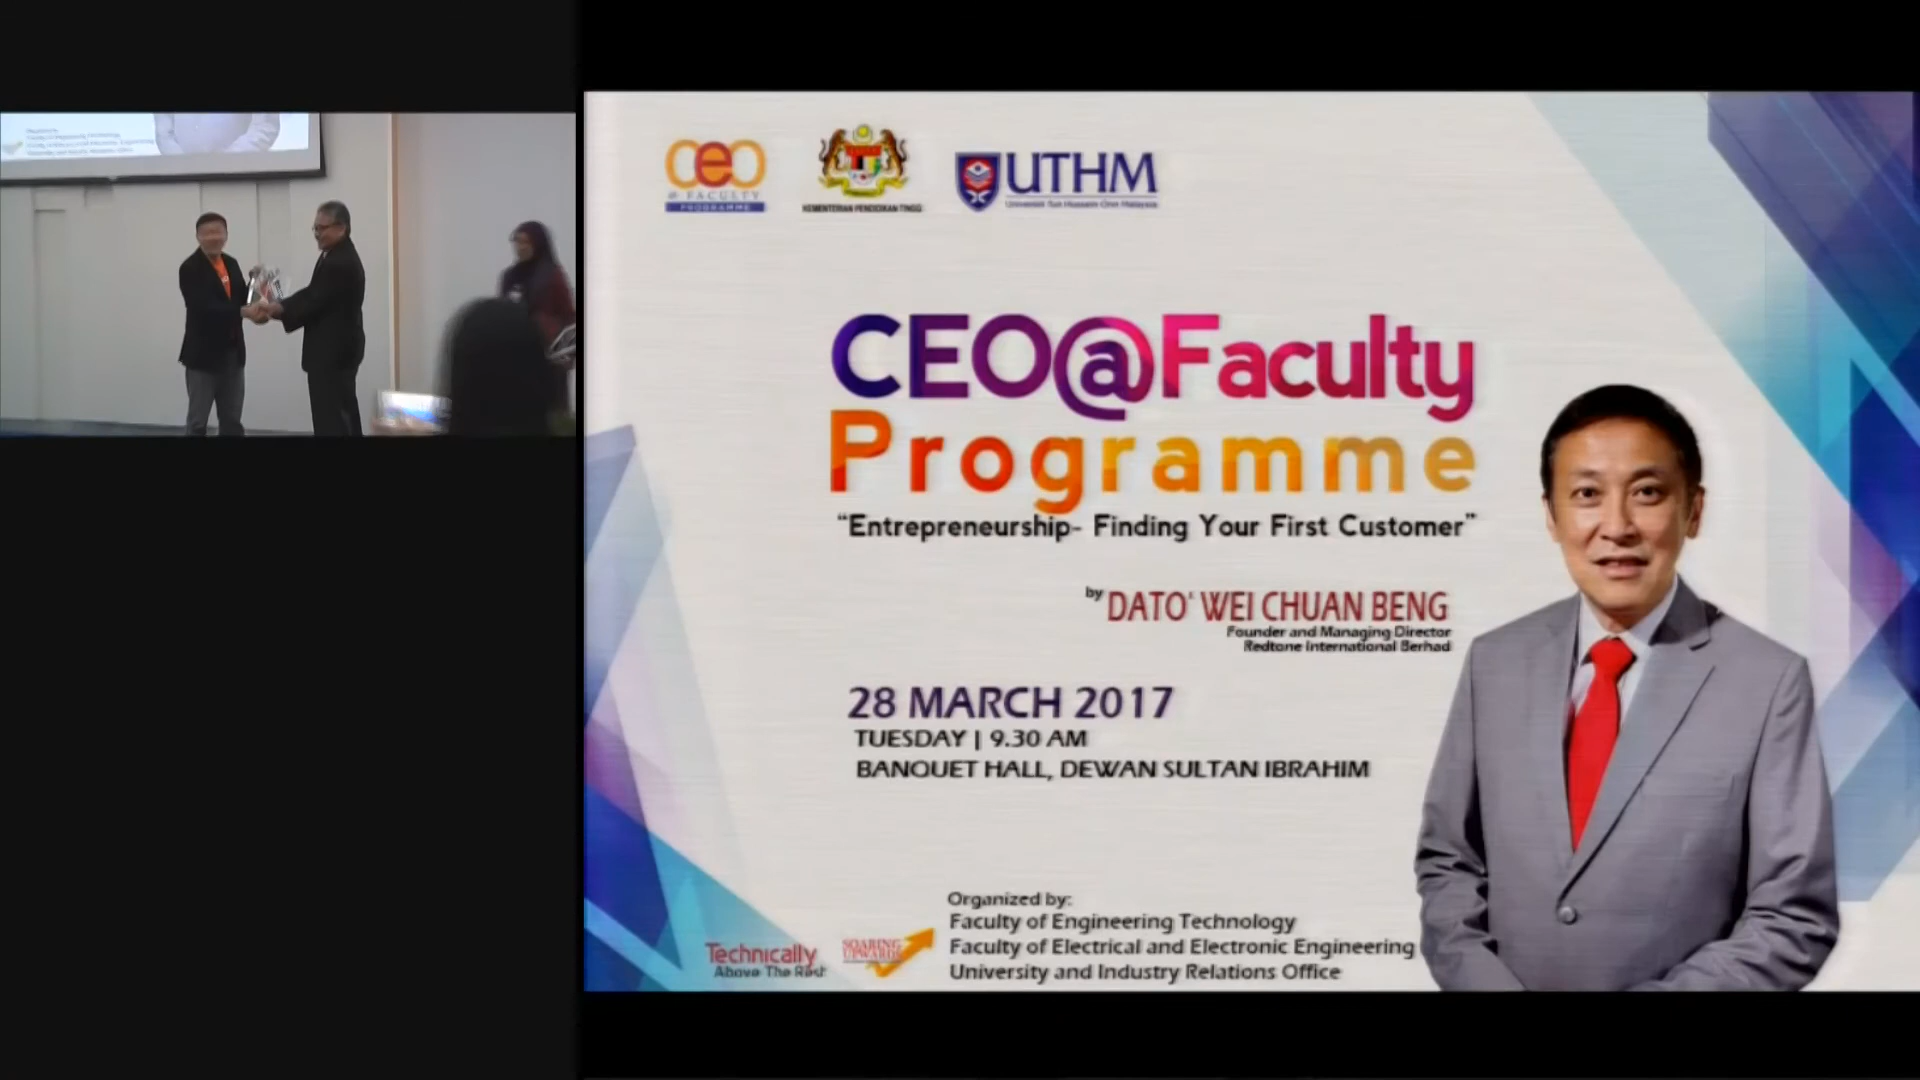 ceo
@ FACULTY
PROGRAMME
KEMENTERIAN PENDIDIKAN TINGGI
UTHM
Universiti Tun Hussein Onn Malaysia
CEO@Faculty
Programme
“Entrepreneurship- Finding Your First Customer”
by DATO' WEI CHUAN BENG
Founder and Managing Director
Redtone International Berhad
28 MARCH 2017
TUESDAY | 9.30 AM
BANQUET HALL, DEWAN SULTAN IBRAHIM
Organized by:
Faculty of Engineering Technology
Faculty of Electrical and Electronic Engineering
University and Industry Relations Office
Technically
Above The Rest
SOARING
UPWARDS